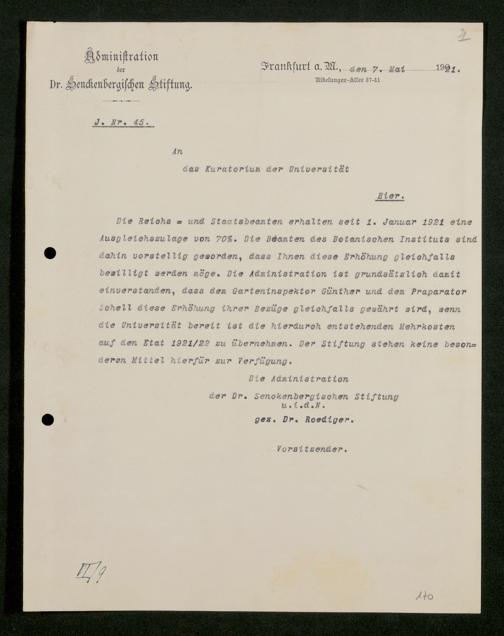 Administration
der
Dr. Senckenbergischen Stiftung.
Frankfurt a. M., den 7. Mai 1921.
Nibelungen-Allee 37-41
J. Nr. 45.
An
das Kuratorium der Universität
Hier.
Die Reichs = und Staatsbeamten erhalten seit 1. Januar 1921 eine
Ausgleichszulage von 70%. Die Beamten des Botanischen Instituts sind
dahin vorstellig geworden, dass Ihnen diese Erhöhung gleichfalls
bewilligt werden möge. Die Administration ist grundsätzlich damit
einverstanden, dass dem Garteninspektor Günther und dem Praparator
Schell diese Erhöhung ihrer Bezüge gleichfalls gewährt wird, wenn
die Universität bereit ist die hierdurch entstehenden Mehrkosten
auf den Etat 1921/22 zu übernehmen. Der Stiftung stehen keine beson=
deren Mittel hierfür zur Verfügung.
Die Administration
der Dr. Senckenbergischen Stiftung
u.i.d.N.
gez. Dr. Roediger.
Vorsitzender.
II/9
170